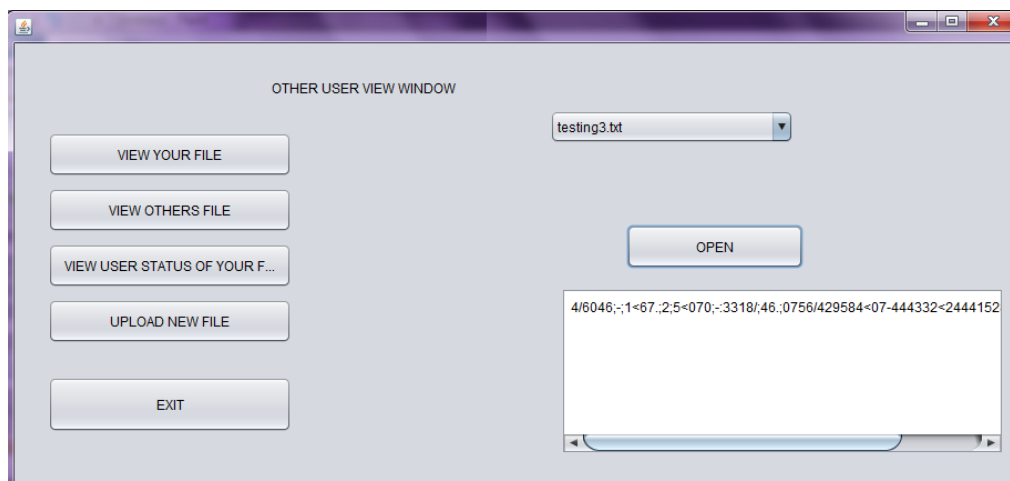 OTHER USER VIEW WINDOW
testing3.txt
VIEW YOUR FILE
VIEW OTHERS FILE
OPEN
VIEW USER STATUS OF YOUR F...
4/6046;-;1<67.;2;5<070;-:3318/;46.;0756/429584<07-444332<2444152
UPLOAD NEW FILE
EXIT